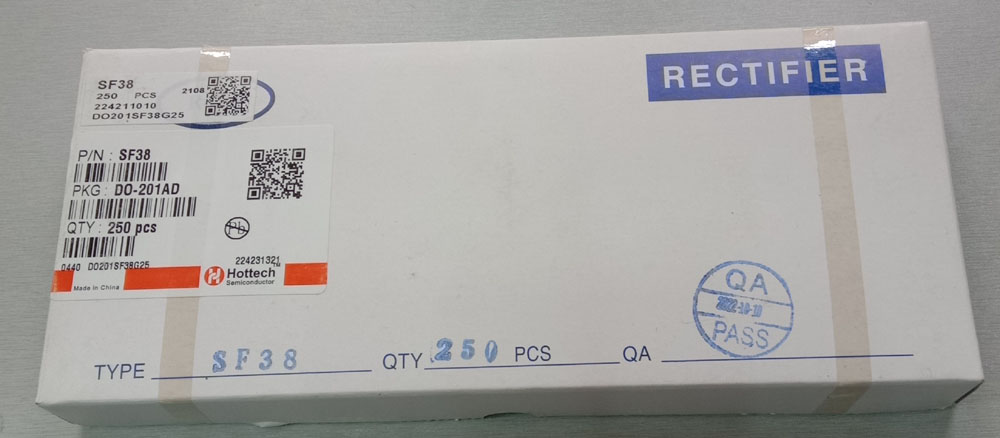 SF38
250 PCS 2108
224211010
DO201SF38G25
RECTIFIER
P/N : SF38
PKG : DO-201AD
QTY : 250 pcs
Pb
224231321
0440 DO201SF38G25
Made in China
Hottech™
Semiconductor
QA
PASS
TYPE SF38 QTY 250 PCS QA